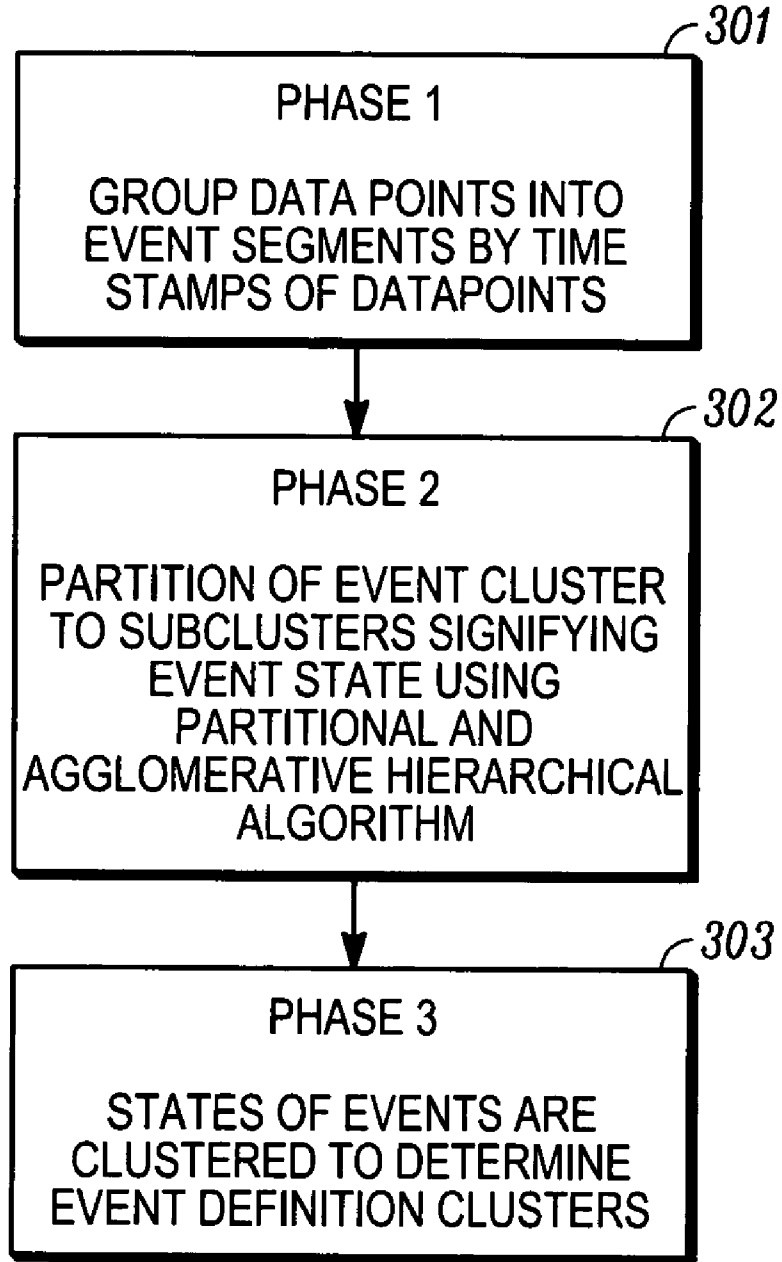 301
PHASE 1
GROUP DATA POINTS INTO
EVENT SEGMENTS BY TIME
STAMPS OF DATAPOINTS
302
PHASE 2
PARTITION OF EVENT CLUSTER
TO SUBCLUSTERS SIGNIFYING
EVENT STATE USING
PARTITIONAL AND
AGGLOMERATIVE HIERARCHICAL
ALGORITHM
303
PHASE 3
STATES OF EVENTS ARE
CLUSTERED TO DETERMINE
EVENT DEFINITION CLUSTERS